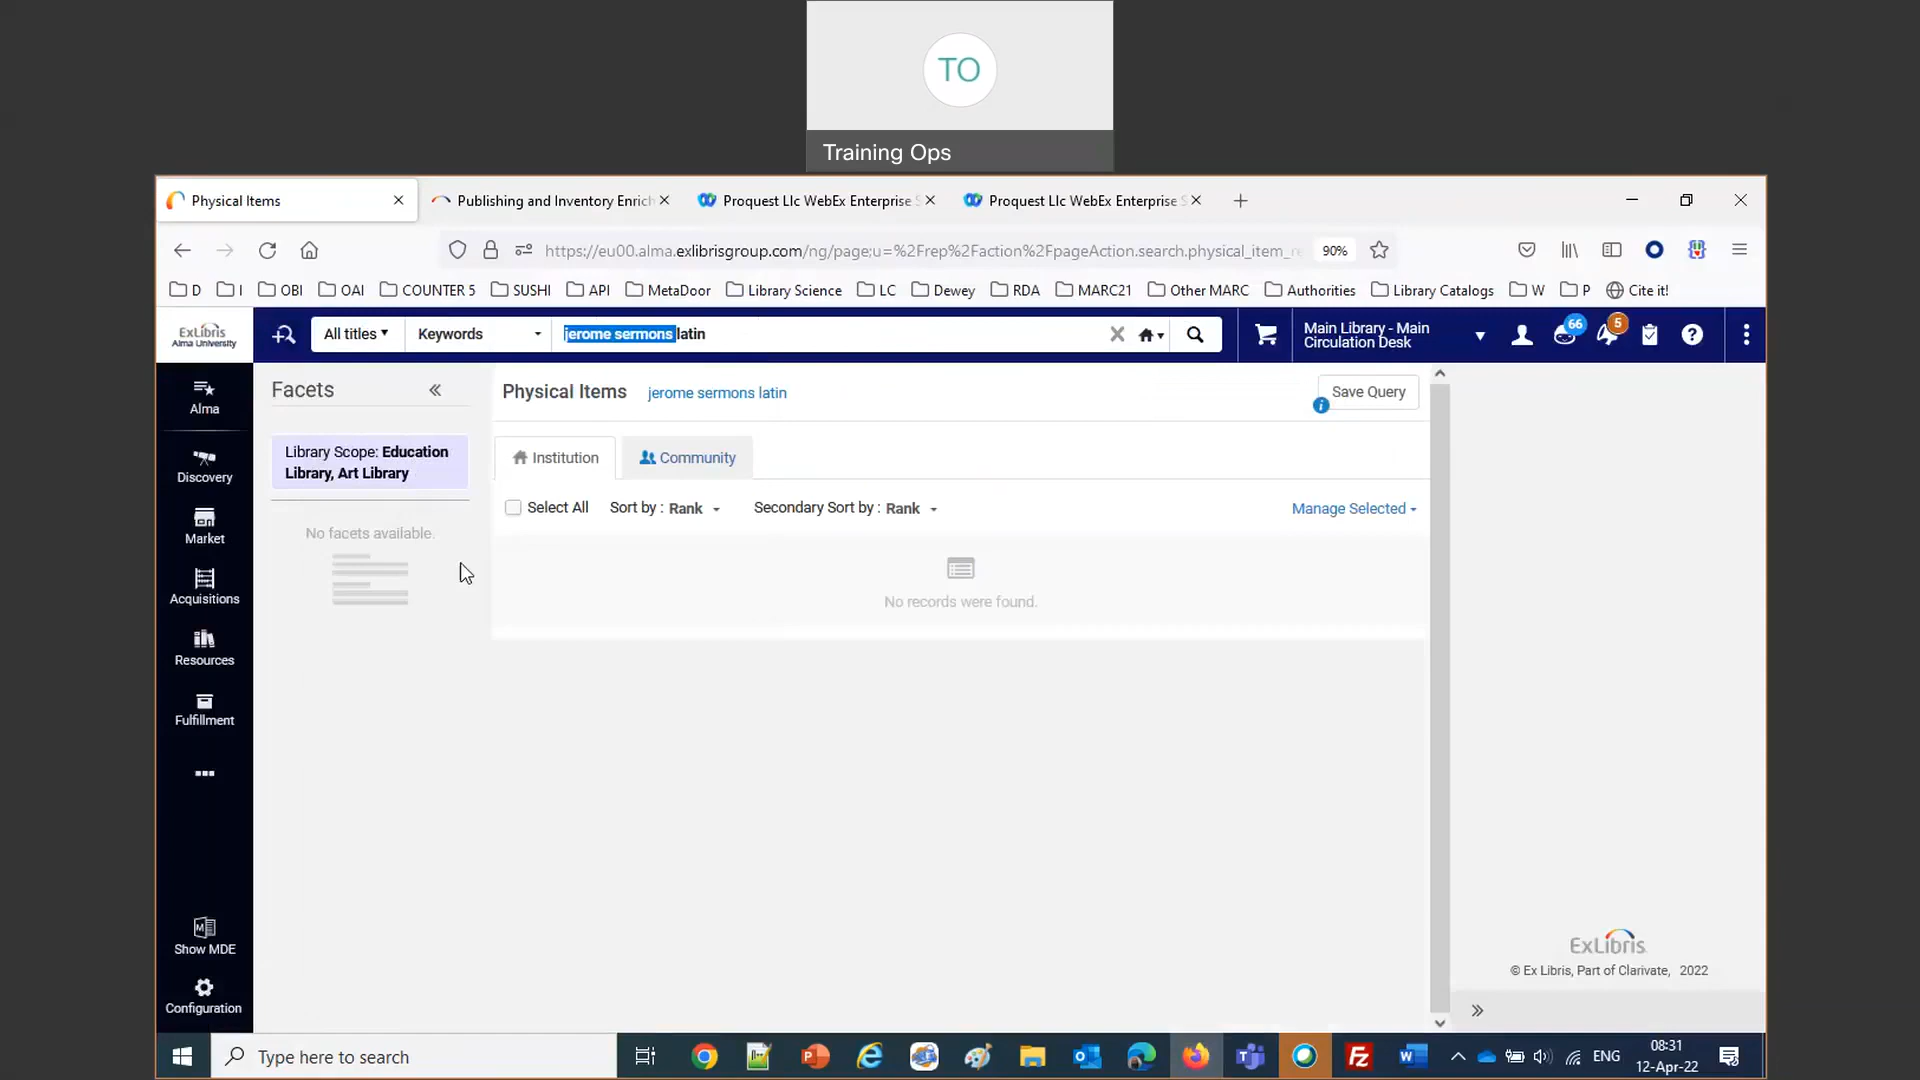 TO
Training Ops
Physical Items
Publishing and Inventory Enrich
Proquest Llc WebEx Enterprise S
Proquest Llc WebEx Enterprise S
https://eu00.alma.exlibrisgroup.com/ng/page;u=%2Frep%2Faction%2FpageAction.search.physical_item_re
90%
D
I
OBI
OAI
COUNTER 5
SUSHI
API
MetaDoor
Library Science
LC
Dewey
RDA
MARC21
Other MARC
Authorities
Library Catalogs
W
P
Cite it!
ExLibris
Alma University
All titles
Keywords
jerome sermons latin
Main Library - Main
Circulation Desk
66
5
Alma
Discovery
Market
Acquisitions
Resources
Fulfillment
Show MDE
Configuration
Facets
Library Scope: Education
Library, Art Library
No facets available.
Physical Items
jerome sermons latin
Save Query
Institution
Community
Select All
Sort by : Rank
Secondary Sort by : Rank
Manage Selected
No records were found.
ExLibris
© Ex Libris, Part of Clarivate, 2022
Type here to search
ENG
08:31
12-Apr-22